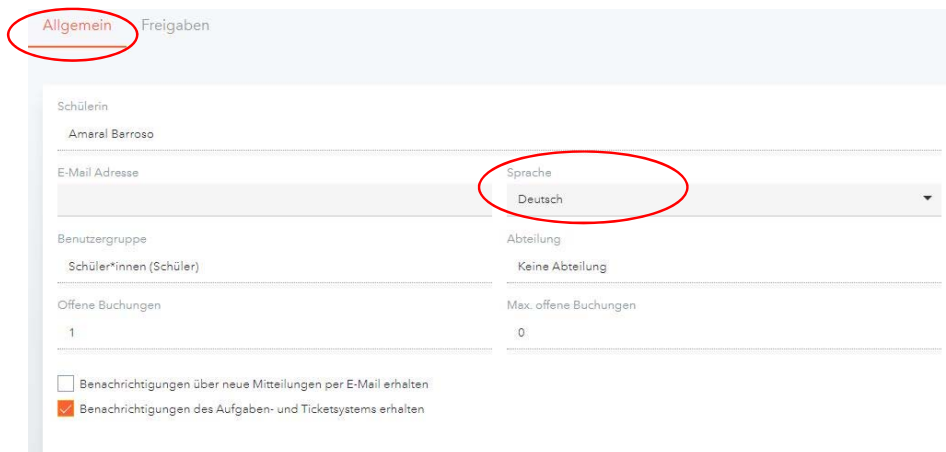 Allgemein Freigaben
Schülerin
Amaral Barroso
E-Mail Adresse Sprache
Deutsch
Benutzergruppe Abteilung
Schüler*innen (Schüler) Keine Abteilung
Offene Buchungen Max. offene Buchungen
1 0
Benachrichtigungen über neue Mitteilungen per E-Mail erhalten
Benachrichtigungen des Aufgaben- und Ticketsystems erhalten